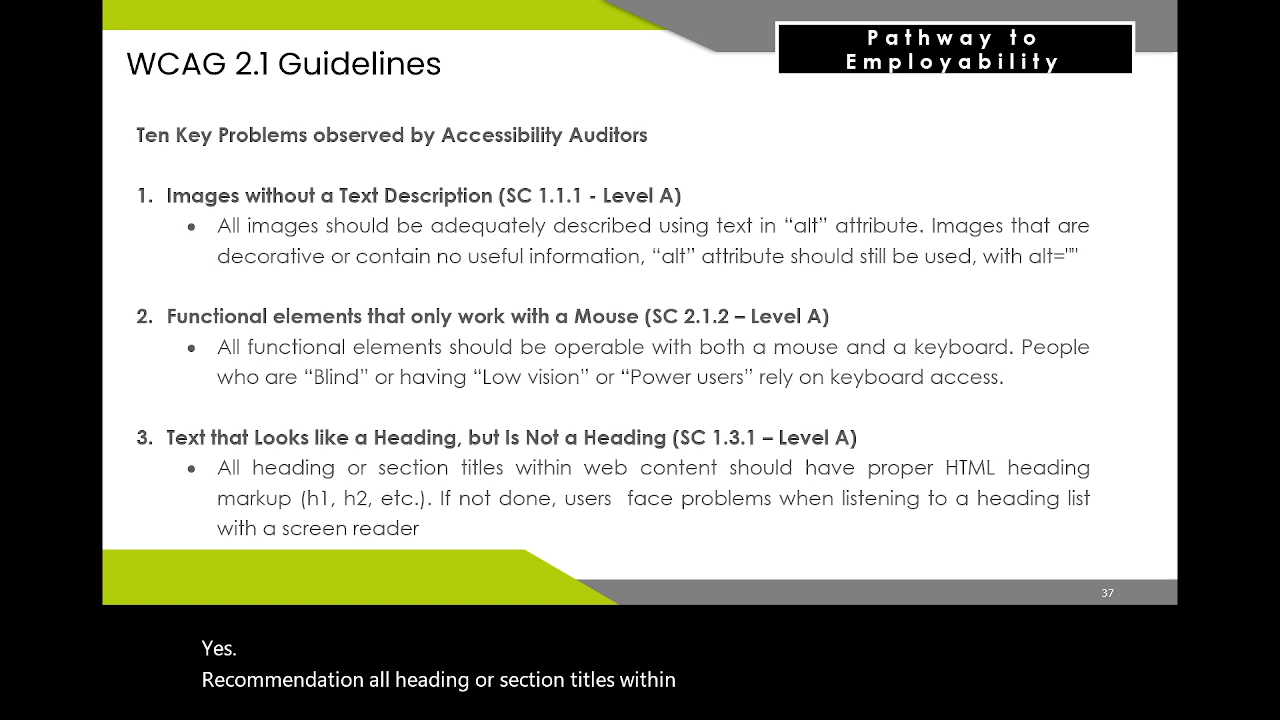 Pathway to
Employability
WCAG 2.1 Guidelines
Ten Key Problems observed by Accessibility Auditors
1. Images without a Text Description (SC 1.1.1 - Level A)
• All images should be adequately described using text in “alt” attribute. Images that are
decorative or contain no useful information, “alt” attribute should still be used, with alt=""
2. Functional elements that only work with a Mouse (SC 2.1.2 – Level A)
• All functional elements should be operable with both a mouse and a keyboard. People
who are “Blind” or having “Low vision” or “Power users” rely on keyboard access.
3. Text that Looks like a Heading, but Is Not a Heading (SC 1.3.1 – Level A)
• All heading or section titles within web content should have proper HTML heading
markup (h1, h2, etc.). If not done, users  face problems when listening to a heading list
with a screen reader
37
Yes.
Recommendation all heading or section titles within